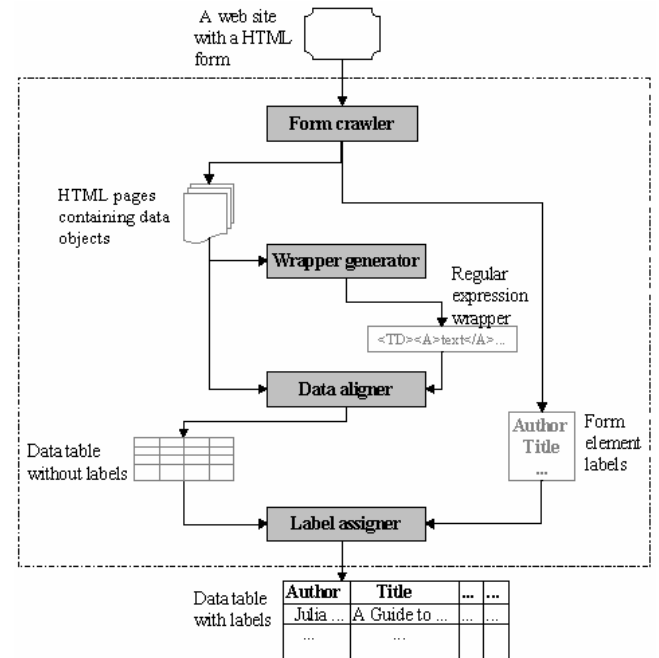 A web site
with a HTML
form
Form crawler
HTML pages
containing data
objects
Wrapper generator
Regular
expression
wrapper
<TD><A>text</A>...
Data aligner
Data table
without labels
Author
Title
...
Form
element
labels
Label assigner
Data table
with labels
Author Title ... ...
Julia ... A Guide to ... ... ...
... ...